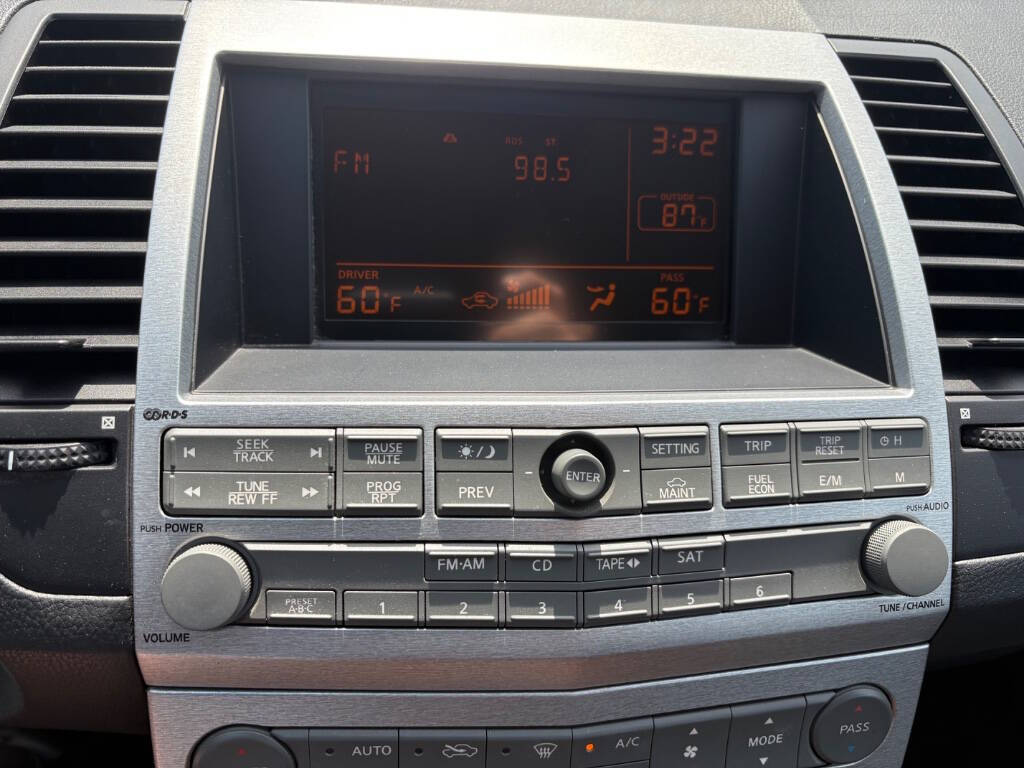 RDS ST
3:22
FM 98.5
OUTSIDE
87°F
DRIVER
PASS
60°F A/C
60°F
RDS
SEEK
TRACK
PAUSE
MUTE
SETTING
TRIP
TRIP
RESET
H
TUNE
REW FF
PROG
RPT
PREV
ENTER
MAINT
FUEL
ECON
E/M
M
PUSH POWER
PUSH AUDIO
FM·AM
CD
TAPE
SAT
PRESET
A·B·C
1
2
3
4
5
6
VOLUME
TUNE / CHANNEL
AUTO
A/C
MODE
PASS